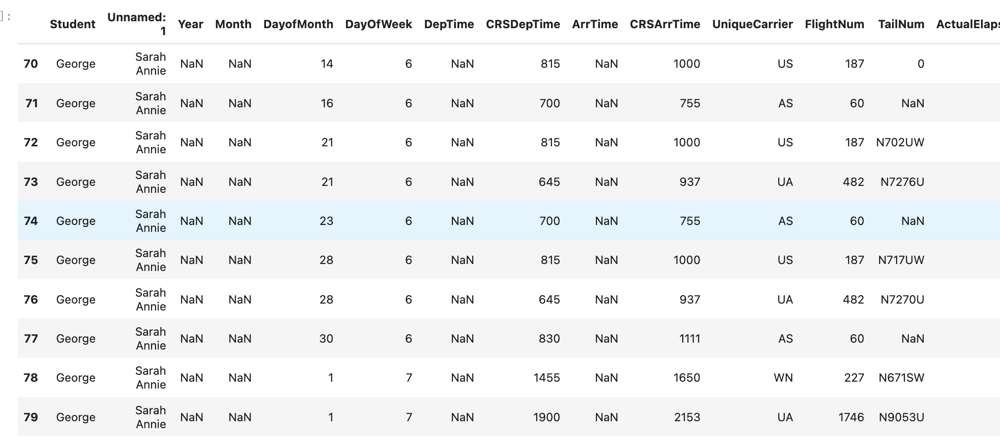 ]:
Student Unnamed: 1 Year Month DayofMonth DayOfWeek DepTime CRSDepTime ArrTime CRSArrTime UniqueCarrier FlightNum TailNum ActualElaps
70 George Sarah Annie NaN NaN 14 6 NaN 815 NaN 1000 US 187 0
71 George Sarah Annie NaN NaN 16 6 NaN 700 NaN 755 AS 60 NaN
72 George Sarah Annie NaN NaN 21 6 NaN 815 NaN 1000 US 187 N702UW
73 George Sarah Annie NaN NaN 21 6 NaN 645 NaN 937 UA 482 N7276U
74 George Sarah Annie NaN NaN 23 6 NaN 700 NaN 755 AS 60 NaN
75 George Sarah Annie NaN NaN 28 6 NaN 815 NaN 1000 US 187 N717UW
76 George Sarah Annie NaN NaN 28 6 NaN 645 NaN 937 UA 482 N7270U
77 George Sarah Annie NaN NaN 30 6 NaN 830 NaN 1111 AS 60 NaN
78 George Sarah Annie NaN NaN 1 7 NaN 1455 NaN 1650 WN 227 N671SW
79 George Sarah Annie NaN NaN 1 7 NaN 1900 NaN 2153 UA 1746 N9053U